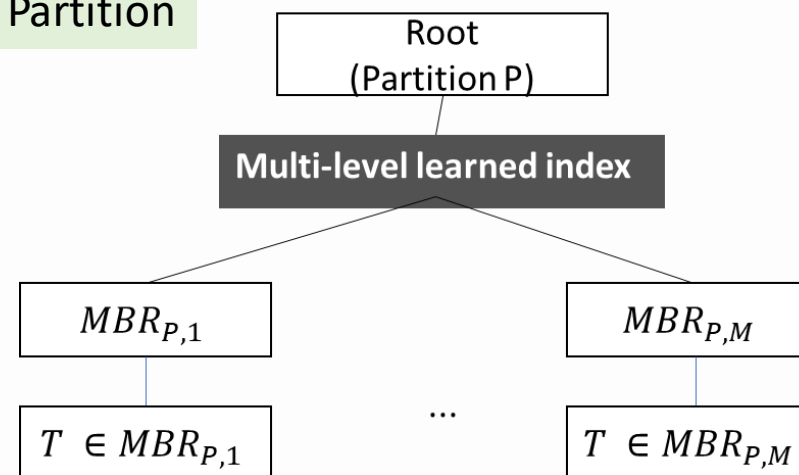 Partition
Root
(Partition P)
Multi-level learned index
MBR_{P,1}
MBR_{P,M}
...
T ∈ MBR_{P,1}
T ∈ MBR_{P,M}